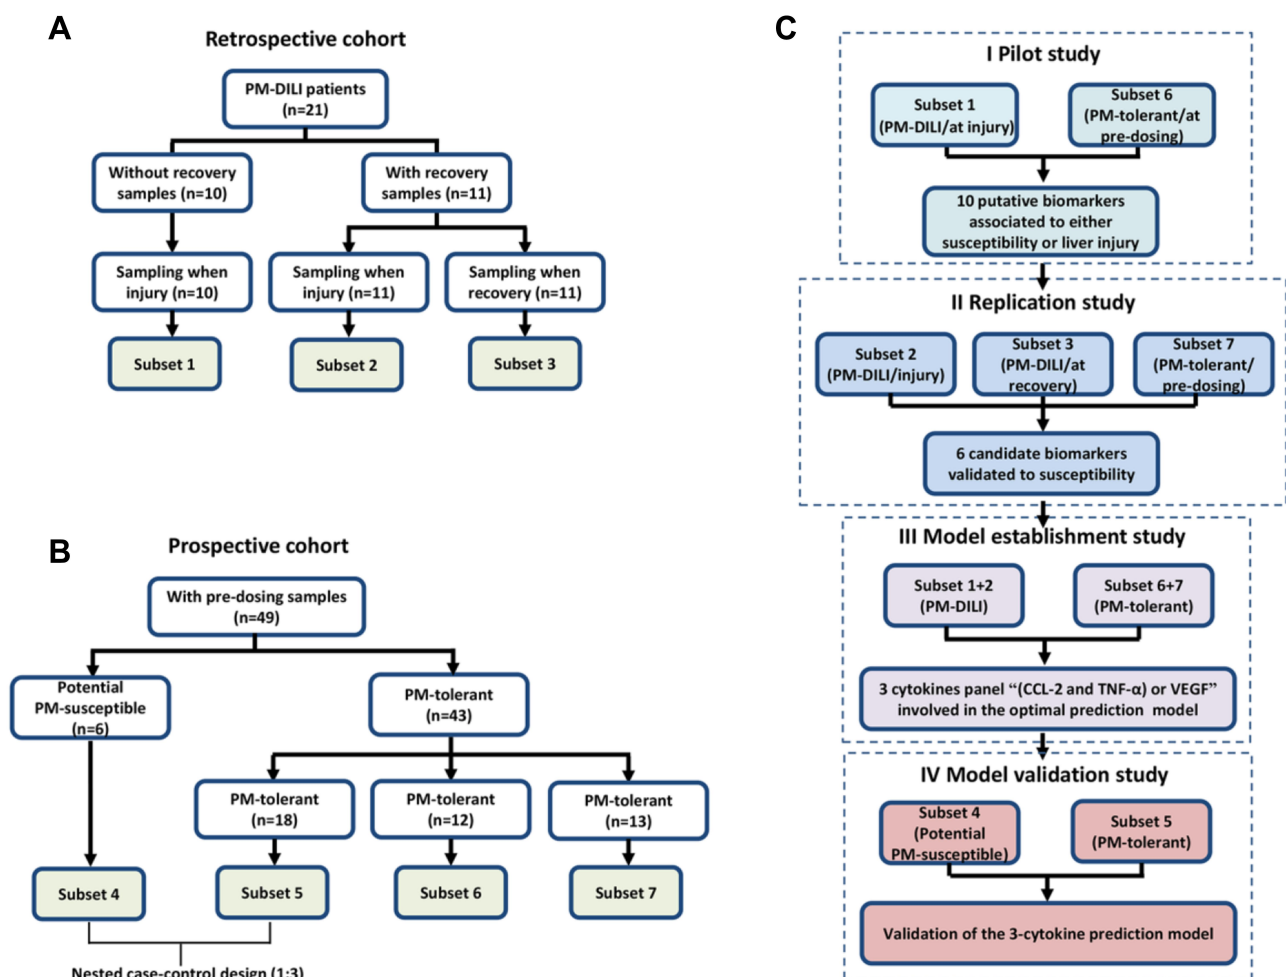 A
Retrospective cohort
PM-DILI patients
(n=21)
Without recovery
samples (n=10)
With recovery
samples (n=11)
Sampling when
injury (n=10)
Sampling when
injury (n=11)
Sampling when
recovery (n=11)
Subset 1
Subset 2
Subset 3
B
Prospective cohort
With pre-dosing samples
(n=49)
Potential
PM-susceptible
(n=6)
PM-tolerant
(n=43)
PM-tolerant
(n=18)
PM-tolerant
(n=12)
PM-tolerant
(n=13)
Subset 4
Subset 5
Subset 6
Subset 7
Nested case-control design (1:3)
C
I Pilot study
Subset 1
(PM-DILI/at injury)
Subset 6
(PM-tolerant/at
pre-dosing)
10 putative biomarkers
associated to either
susceptibility or liver injury
II Replication study
Subset 2
(PM-DILI/injury)
Subset 3
(PM-DILI/at
recovery)
Subset 7
(PM-tolerant/
pre-dosing)
6 candidate biomarkers
validated to susceptibility
III Model establishment study
Subset 1+2
(PM-DILI)
Subset 6+7
(PM-tolerant)
3 cytokines panel “(CCL-2 and TNF-α) or VEGF”
involved in the optimal prediction model
IV Model validation study
Subset 4
(Potential
PM-susceptible)
Subset 5
(PM-tolerant)
Validation of the 3-cytokine prediction model